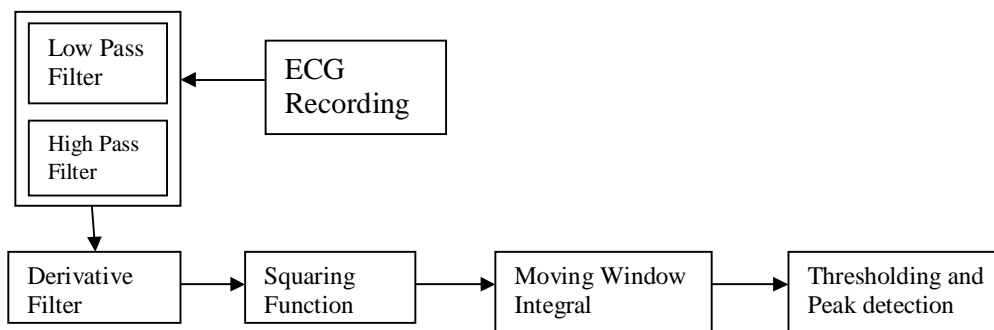 Low Pass
Filter
ECG
Recording
High Pass
Filter
Derivative
Filter
Squaring
Function
Moving Window
Integral
Thresholding and
Peak detection